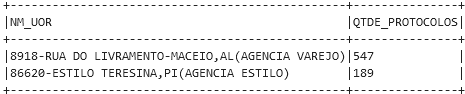 +--------------------------------------------------+---------------+
|NM_UOR                                            |QTDE_PROTOCOLOS|
+--------------------------------------------------+---------------+
|8918-RUA DO LIVRAMENTO-MACEIO,AL(AGENCIA VAREJO)|547            |
|86620-ESTILO TERESINA,PI(AGENCIA ESTILO)        |189            |
+--------------------------------------------------+---------------+